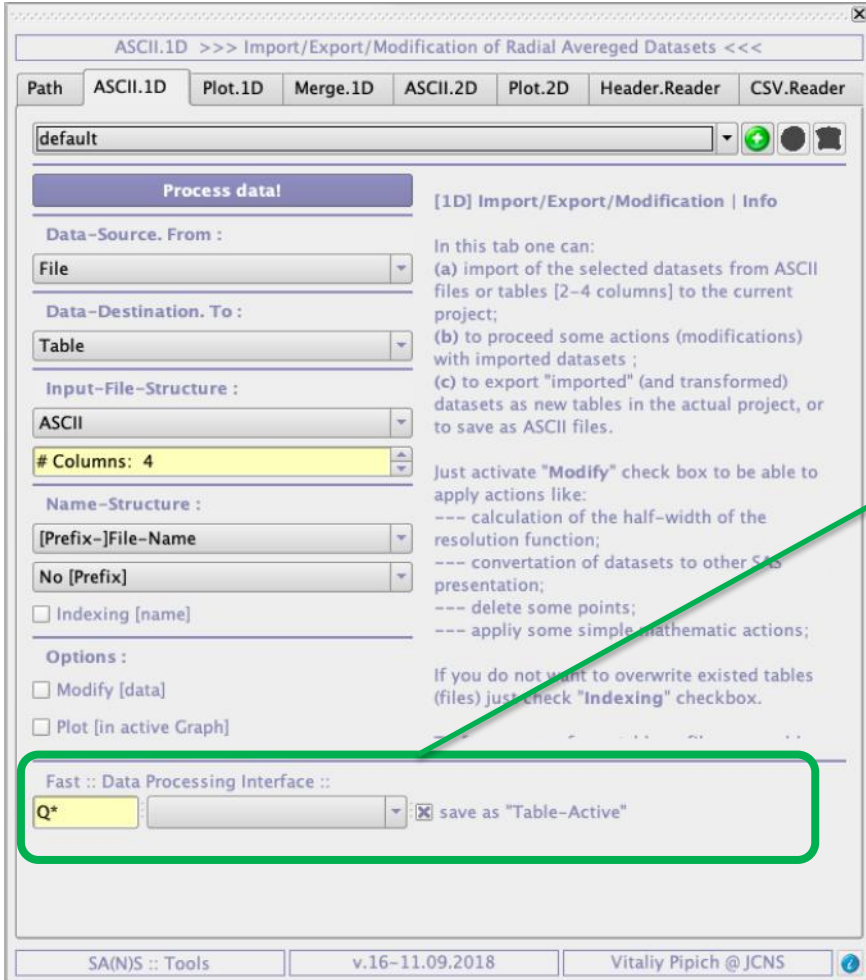 ASCII.1D >>> Import/Export/Modification of Radial Avereged Datasets <<<
Path ASCII.1D Plot.1D Merge.1D ASCII.2D Plot.2D Header.Reader CSV.Reader
default
Process data!
Data-Source. From :
File
Data-Destination. To :
Table
Input-File-Structure :
ASCII
# Columns: 4
Name-Structure :
[Prefix-]File-Name
No [Prefix]
Indexing [name]
Options :
Modify [data]
Plot [in active Graph]
[1D] Import/Export/Modification | Info
In this tab one can:
(a) import of the selected datasets from ASCII
files or tables [2-4 columns] to the current
project;
(b) to proceed some actions (modifications)
with imported datasets ;
(c) to export "imported" (and transformed)
datasets as new tables in the actual project, or
to save as ASCII files.
Just activate "Modify" check box to be able to
apply actions like:
--- calculation of the half-width of the
resolution function;
--- convertation of datasets to other SAS
presentation;
--- delete some points;
--- appliy some simple mathematic actions;
If you do not want to overwrite existed tables
(files) just check "Indexing" checkbox.
Fast :: Data Processing Interface ::
Q*
save as "Table-Active"
SA(N)S :: Tools
v.16-11.09.2018
Vitaliy Pipich @ JCNS